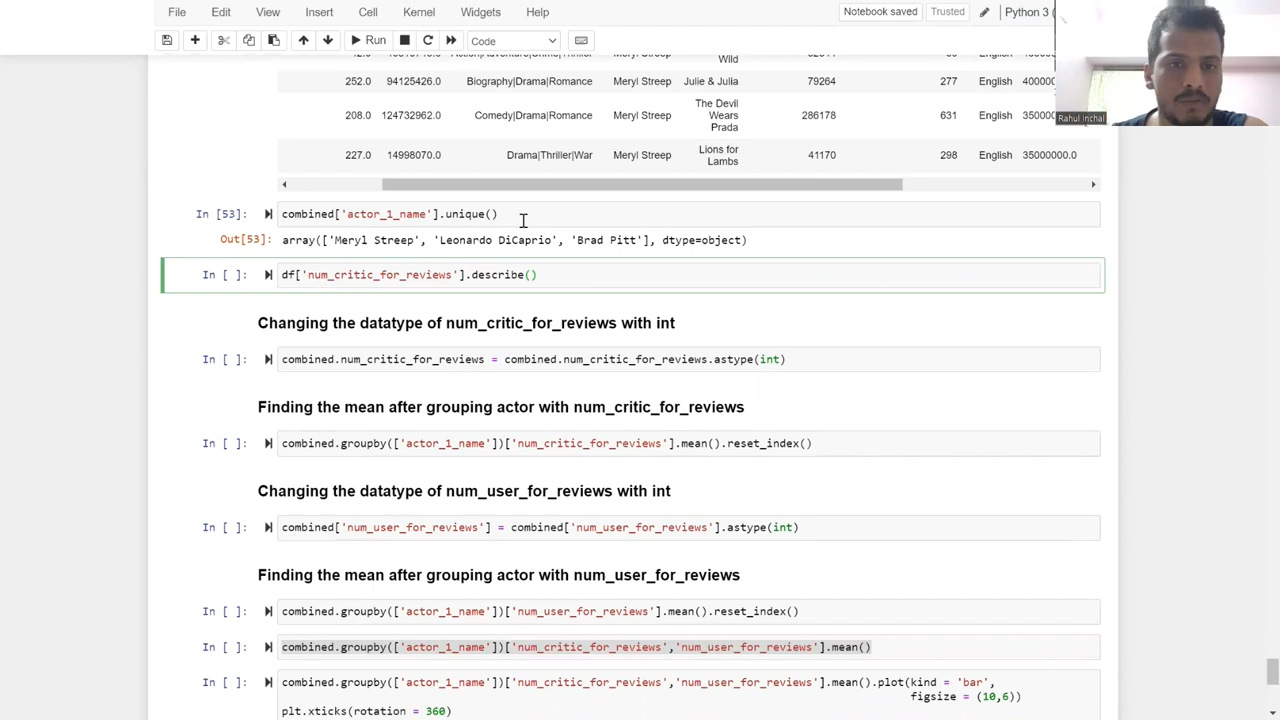 File Edit View Insert Cell Kernel Widgets Help Notebook saved Trusted Python 3 (
Run Code
Wild
252.0 94125426.0 Biography|Drama|Romance Meryl Streep Julie & Julia 79264 277 English 400000
The Devil
208.0 124732962.0 Comedy|Drama|Romance Meryl Streep Wears 286178 631 English 350000
Prada
227.0 14998070.0 Drama|Thriller|War Meryl Streep Lions for 41170 298 English 35000000.0
Lambs
Rahul Inchal
In [53]: combined['actor_1_name'].unique()
Out[53]: array(['Meryl Streep', 'Leonardo DiCaprio', 'Brad Pitt'], dtype=object)
In [ ]: df['num_critic_for_reviews'].describe()
Changing the datatype of num_critic_for_reviews with int
In [ ]: combined.num_critic_for_reviews = combined.num_critic_for_reviews.astype(int)
Finding the mean after grouping actor with num_critic_for_reviews
In [ ]: combined.groupby(['actor_1_name'])['num_critic_for_reviews'].mean().reset_index()
Changing the datatype of num_user_for_reviews with int
In [ ]: combined['num_user_for_reviews'] = combined['num_user_for_reviews'].astype(int)
Finding the mean after grouping actor with num_user_for_reviews
In [ ]: combined.groupby(['actor_1_name'])['num_user_for_reviews'].mean().reset_index()
In [ ]: combined.groupby(['actor_1_name'])['num_critic_for_reviews','num_user_for_reviews'].mean()
In [ ]: combined.groupby(['actor_1_name'])['num_critic_for_reviews','num_user_for_reviews'].mean().plot(kind = 'bar',
figsize = (10,6))
plt.xticks(rotation = 360)